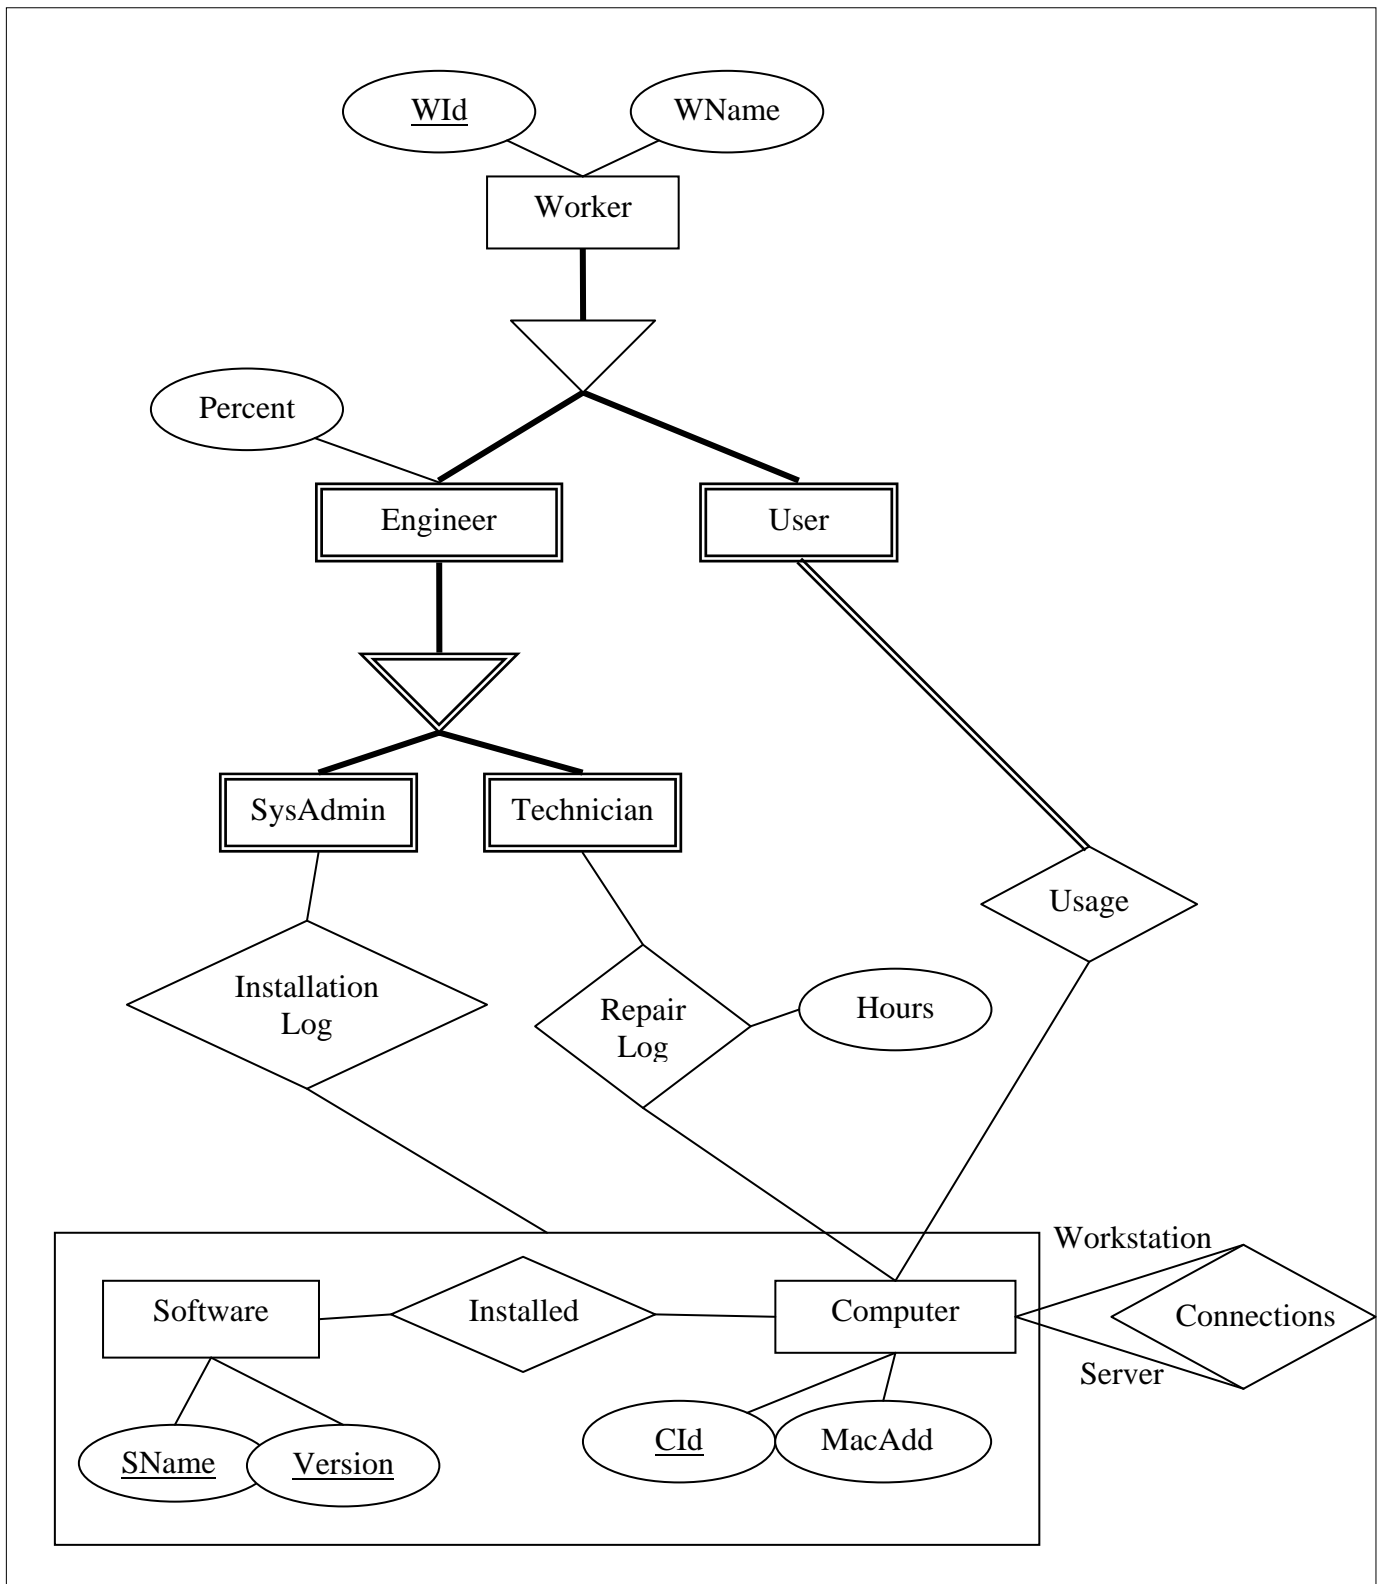 WId
WName
Worker
Percent
Engineer
User
SysAdmin
Technician
Usage
Installation
Log
Repair
Log
Hours
Workstation
Software
Installed
Computer
Connections
Server
SName
Version
CId
MacAdd